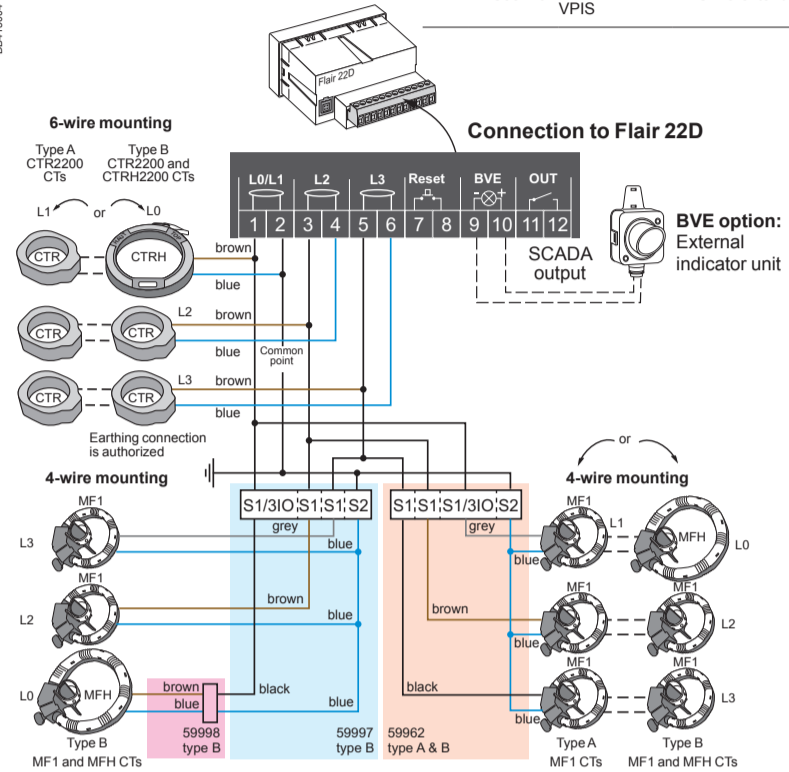 VPIS
Flair 22D
Connection to Flair 22D
6-wire mounting
Type A
CTR2200
CTs
Type B
CTR2200 and
CTRH2200 CTs
L1 or L0
L0/L1 L2 L3 Reset BVE OUT
- +
1 2 3 4 5 6 7 8 9 10 11 12
SCADA
output
BVE option:
External
indicator unit
CTR CTRH
brown
blue
L2 brown
CTR CTR
blue
Common
point
L3 brown
CTR CTR
blue
Earthing connection
is authorized
4-wire mounting
or
4-wire mounting
S1/3IO S1 S1 S2
S1 S1 S1/3IO S2
MF1
L3
grey
blue
MF1
L2
brown
blue
L0
MFH
brown
blue
black
blue
59998
type B
59997
type B
59962
type A & B
Type B
MF1 and MFH CTs
grey
blue
MF1
L1
MFH
L0
brown
blue
MF1
MF1
L2
black
blue
MF1
MF1
L3
Type A
MF1 CTs
Type B
MF1 and MFH CTs